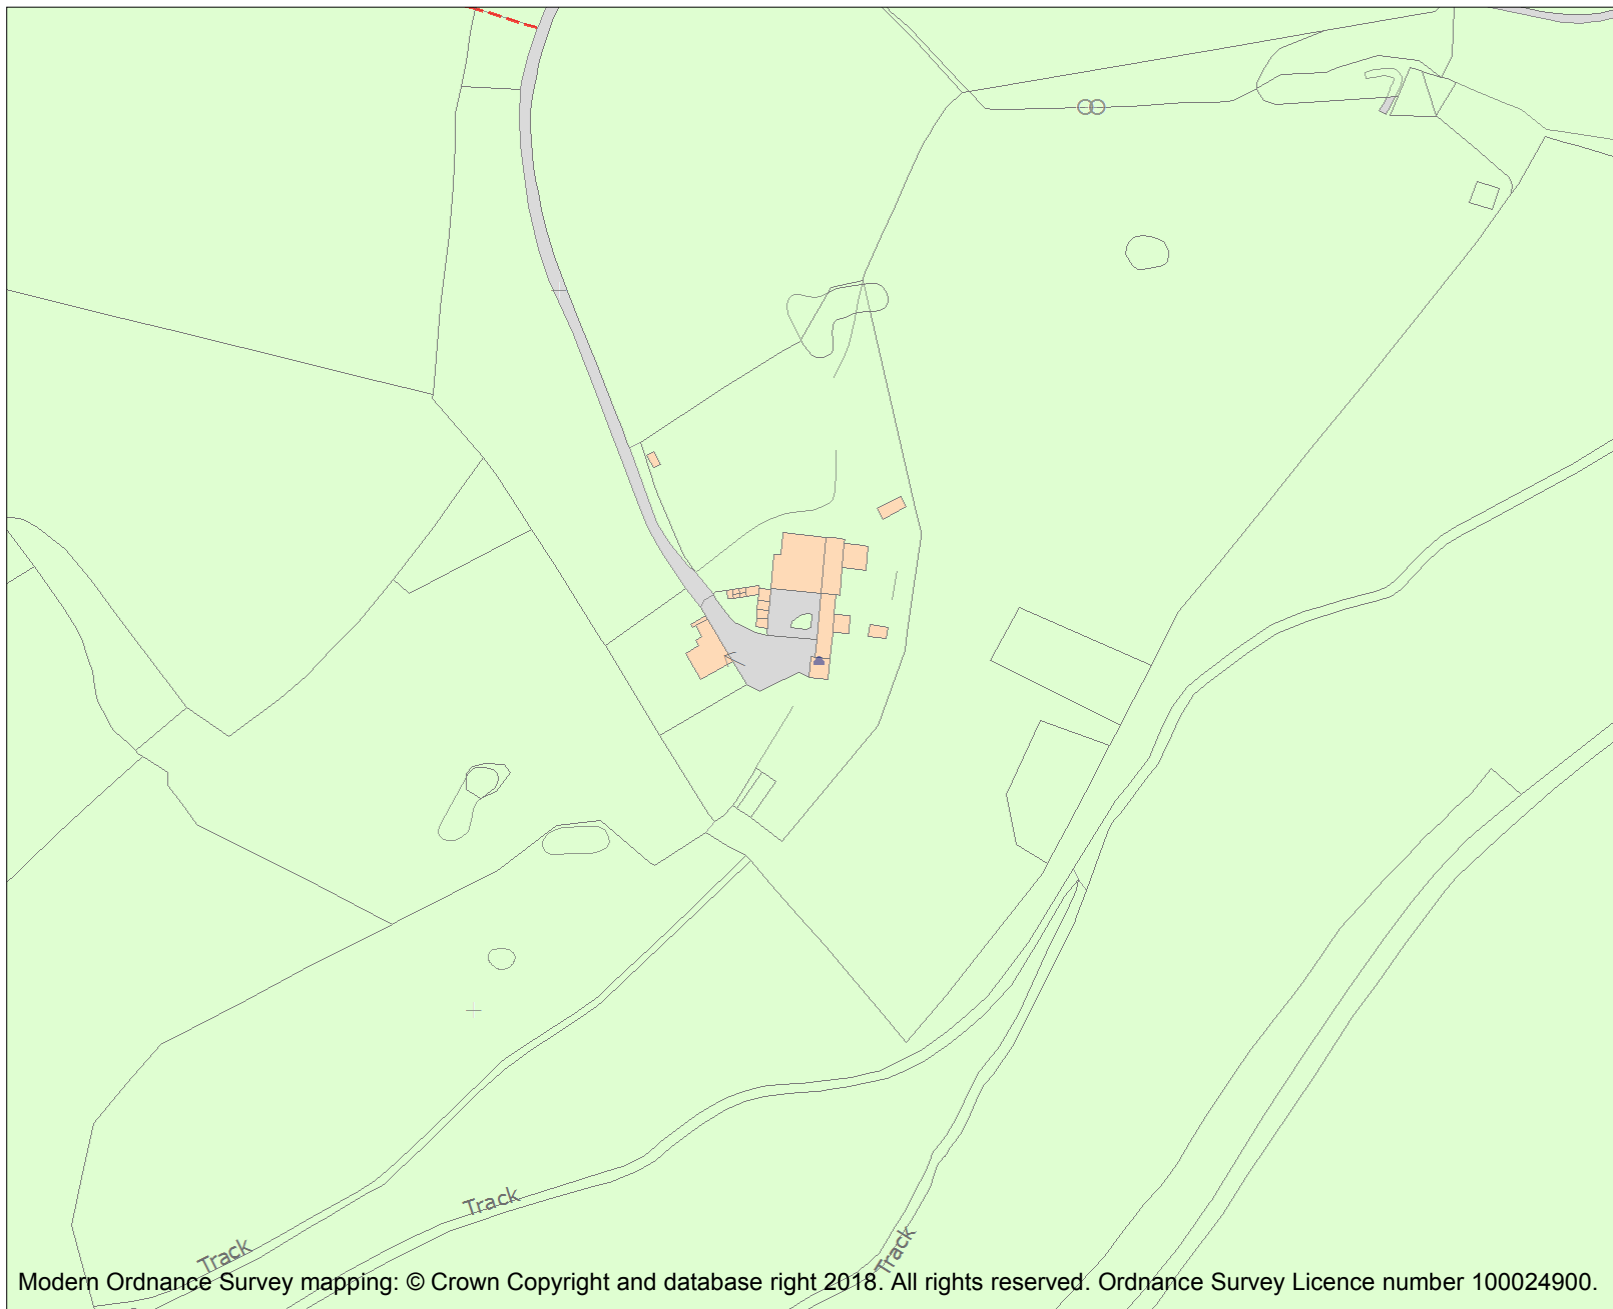 Track
Track
Track
Modern Ordnance Survey mapping: © Crown Copyright and database right 2018. All rights reserved. Ordnance Survey Licence number 100024900.